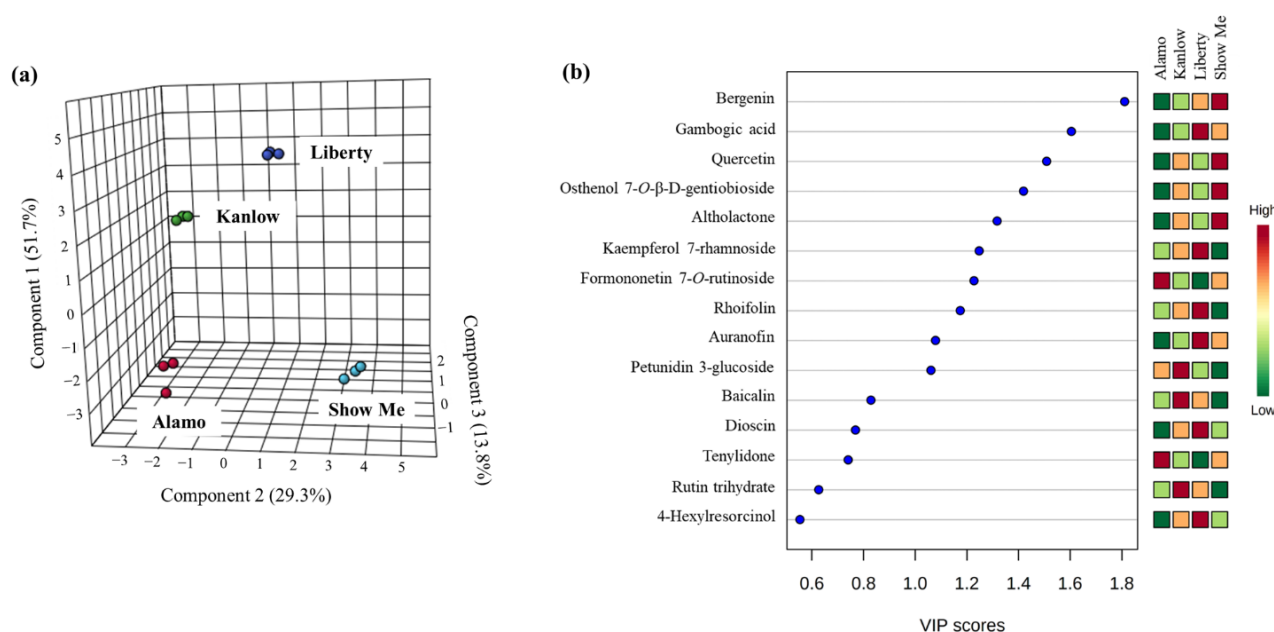 (a)
5
4
3
2
1
0
−1
−2
−3
Component 1 (51.7%)
Liberty
Kanlow
Alamo
Show Me
−3 −2 −1 0 1 2 3 4 5
Component 2 (29.3%)
2
1
0
−1
Component 3 (13.8%)
(b)
Alamo
Kanlow
Liberty
Show Me
Bergenin
Gambogic acid
Quercetin
Osthenol 7-O-β-D-gentiobioside
Altholactone
Kaempferol 7-rhamnoside
Formononetin 7-O-rutinoside
Rhoifolin
Auranofin
Petunidin 3-glucoside
Baicalin
Dioscin
Tenylidone
Rutin trihydrate
4-Hexylresorcinol
0.6 0.8 1.0 1.2 1.4 1.6 1.8
VIP scores
High
Low